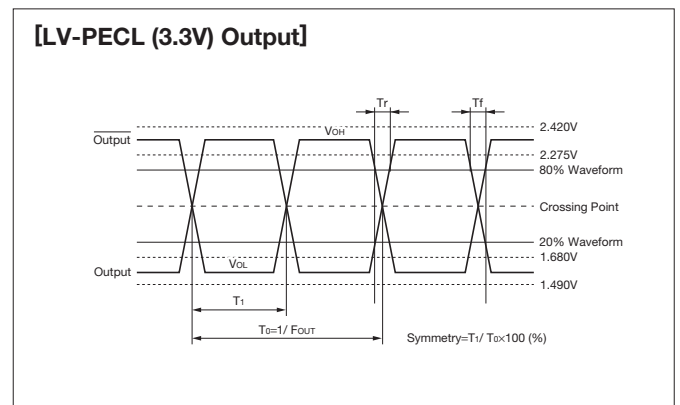 [LV-PECL (3.3V) Output]
Tr
Tf
VOH
2.420V
Output
2.275V
80% Waveform
Crossing Point
20% Waveform
VOL
1.680V
Output
1.490V
T1
T0=1/ FOUT
Symmetry=T1/ T0×100 (%)